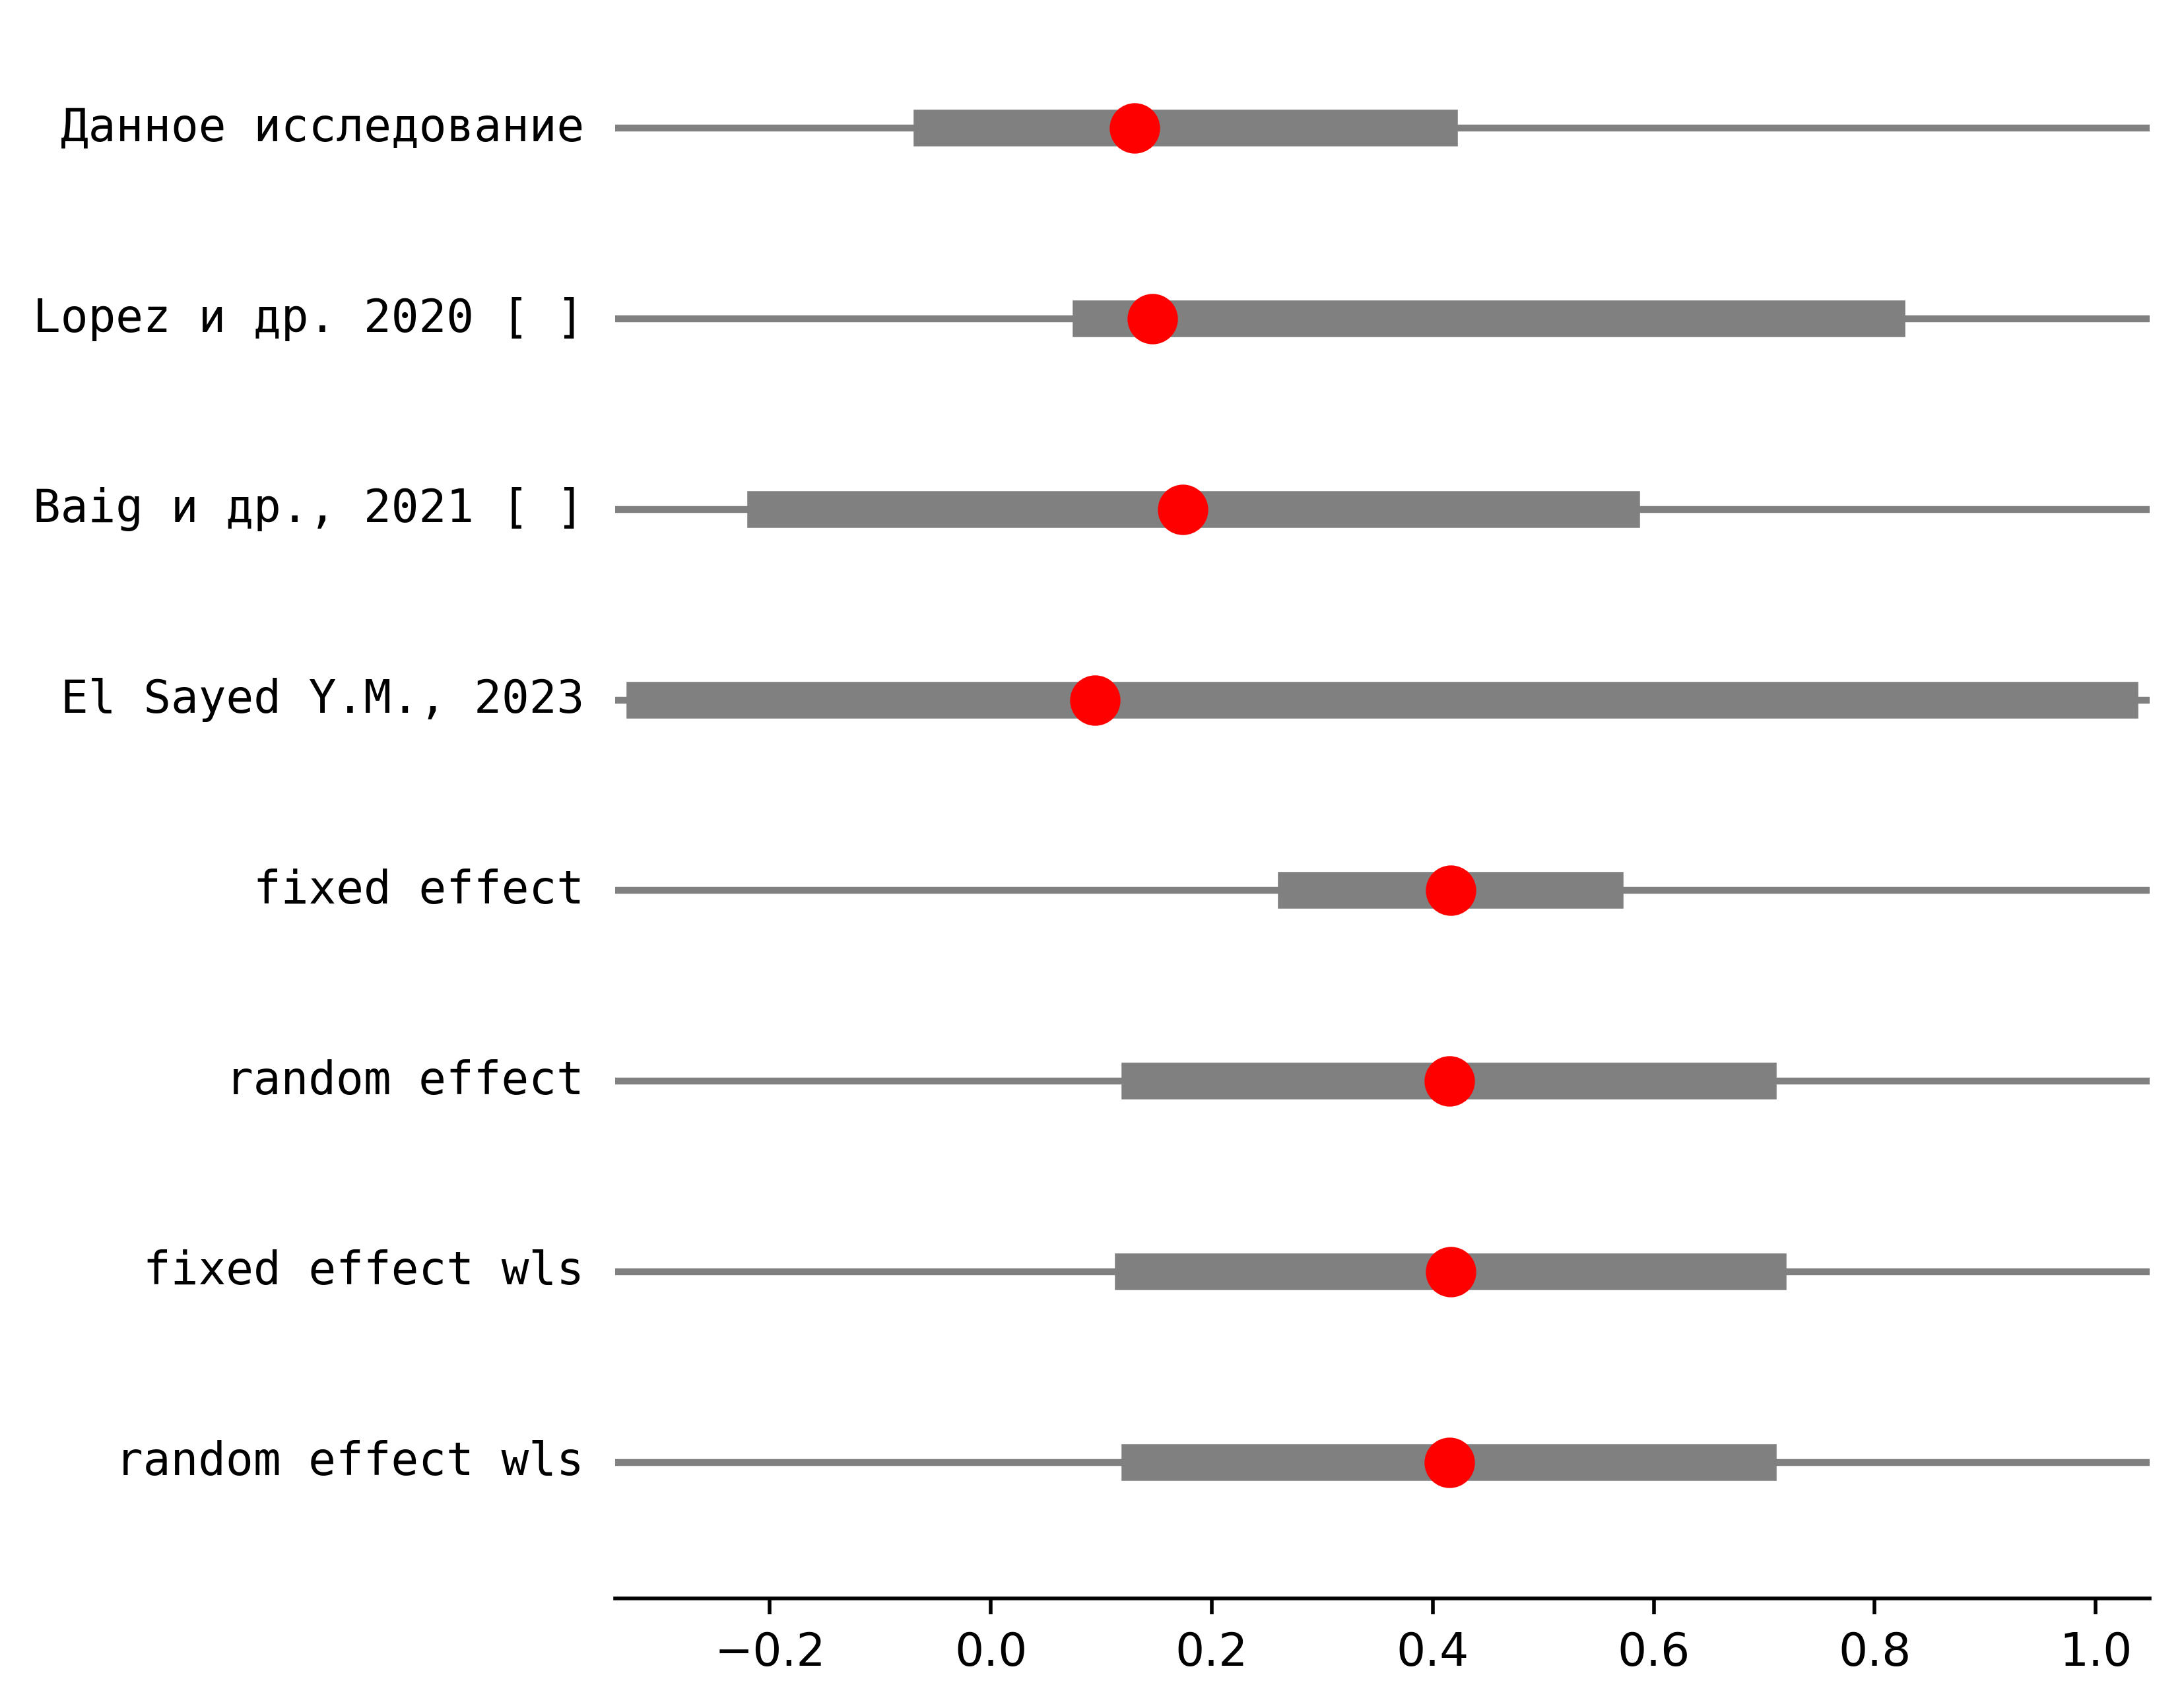 Данное исследование
Lopez и др. 2020 [ ]
Baig и др., 2021 [ ]
El Sayed Y.M., 2023
fixed effect
random effect
fixed effect wls
random effect wls
−0.2 0.0 0.2 0.4 0.6 0.8 1.0